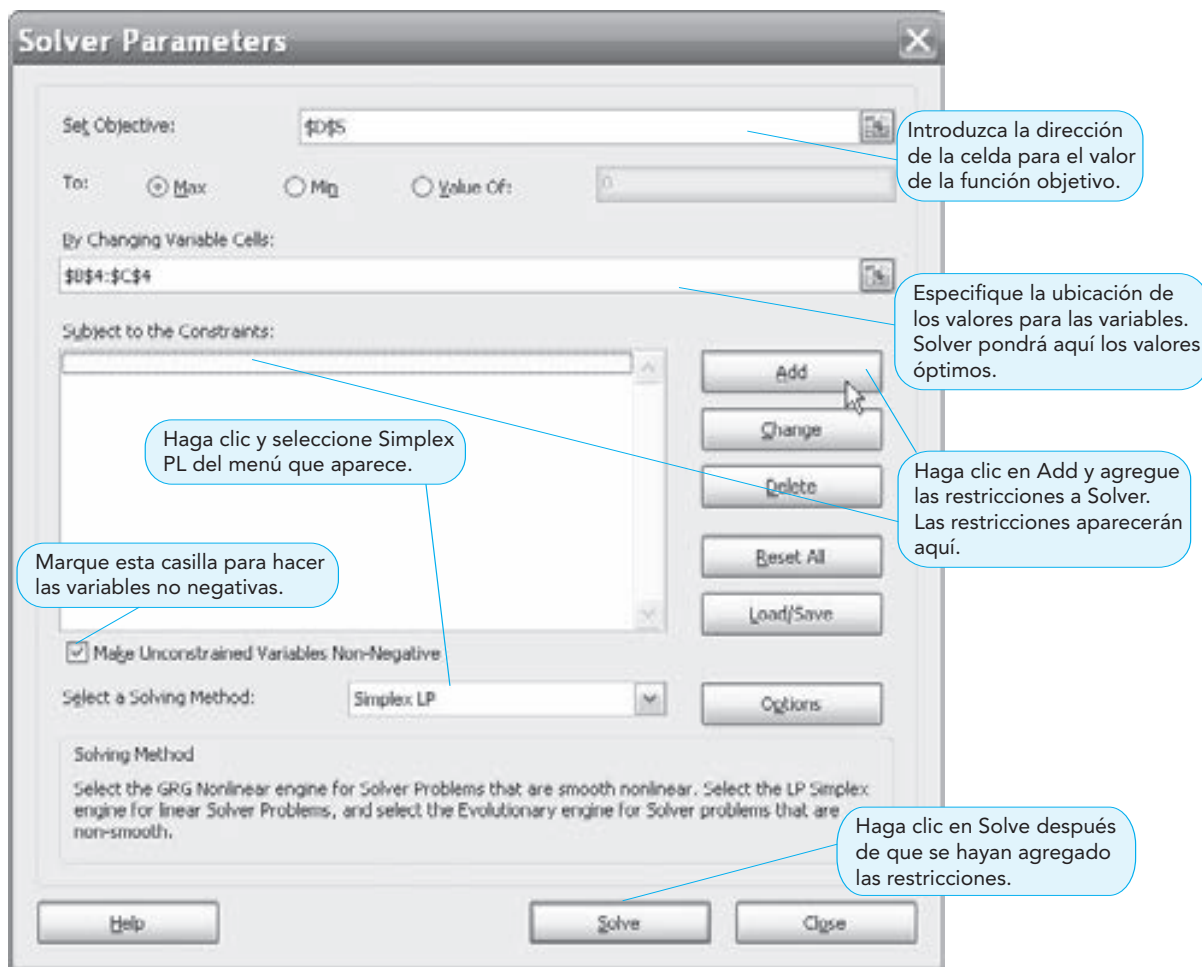 Solver Parameters
Set Objective:
$D$5
Introduzca la dirección
de la celda para el valor
de la función objetivo.
To:
Max
Min
Value Of:
0
By Changing Variable Cells:
$B$4:$C$4
Especifique la ubicación de
los valores para las variables.
Solver pondrá aquí los valores
óptimos.
Subject to the Constraints:
Add
Change
Delete
Reset All
Load/Save
Haga clic y seleccione Simplex
PL del menú que aparece.
Haga clic en Add y agregue
las restricciones a Solver.
Las restricciones aparecerán
aquí.
Marque esta casilla para hacer
las variables no negativas.
Make Unconstrained Variables Non-Negative
Select a Solving Method:
Simplex LP
Options
Solving Method
Select the GRG Nonlinear engine for Solver Problems that are smooth nonlinear. Select the LP Simplex
engine for linear Solver Problems, and select the Evolutionary engine for Solver problems that are
non-smooth.
Haga clic en Solve después
de que se hayan agregado
las restricciones.
Help
Solve
Close